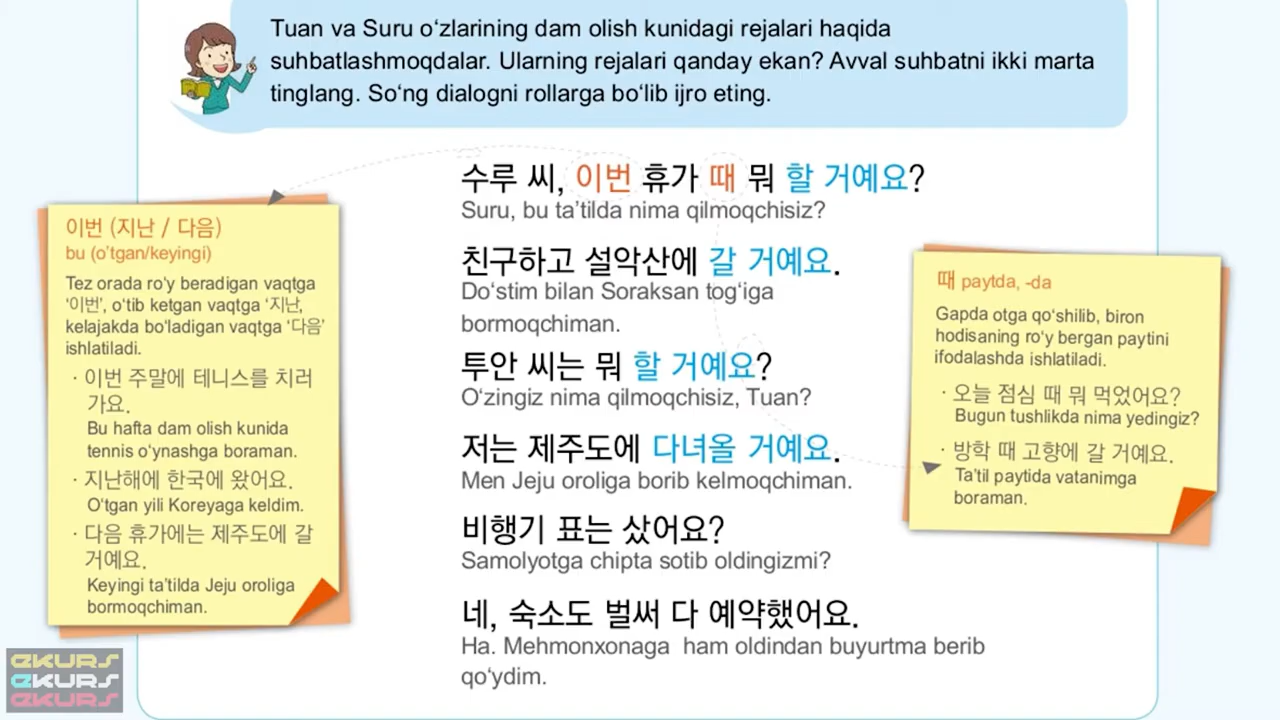 Tuan va Suru o‘zlarining dam olish kunidagi rejalari haqida
suhbatlashmoqdalar. Ularning rejalari qanday ekan? Avval suhbatni ikki marta
tinglang. So‘ng dialogni rollarga bo‘lib ijro eting.
수루 씨, 이번 휴가 때 뭐 할 거예요?
Suru, bu ta’tilda nima qilmoqchisiz?
친구하고 설악산에 갈 거예요.
Do‘stim bilan Soraksan tog‘iga
bormoqchiman.
투안 씨는 뭐 할 거예요?
O‘zingiz nima qilmoqchisiz, Tuan?
저는 제주도에 다녀올 거예요.
Men Jeju oroliga borib kelmoqchiman.
비행기 표는 샀어요?
Samolyotga chipta sotib oldingizmi?
네, 숙소도 벌써 다 예약했어요.
Ha. Mehmonxonaga ham oldindan buyurtma berib
qo‘ydim.
이번 (지난 / 다음)
bu (o’tgan/keyingi)
Tez orada ro‘y beradigan vaqtga
‘이번’, o‘tib ketgan vaqtga ‘지난,
kelajakda bo‘ladigan vaqtga ‘다음’
ishlatiladi.
· 이번 주말에 테니스를 치러
가요.
Bu hafta dam olish kunida
tennis o‘ynashga boraman.
· 지난해에 한국에 왔어요.
O‘tgan yili Koreyaga keldim.
· 다음 휴가에는 제주도에 갈
거예요.
Keyingi ta’tilda Jeju oroliga
bormoqchiman.
때 paytda, -da
Gapda otga qo‘shilib, biron
hodisaning ro‘y bergan paytini
ifodalashda ishlatiladi.
· 오늘 점심 때 뭐 먹었어요?
Bugun tushlikda nima yedingiz?
· 방학 때 고향에 갈 거예요.
Ta’til paytida vatanimga
boraman.
EKURS
EKURS
EKURS